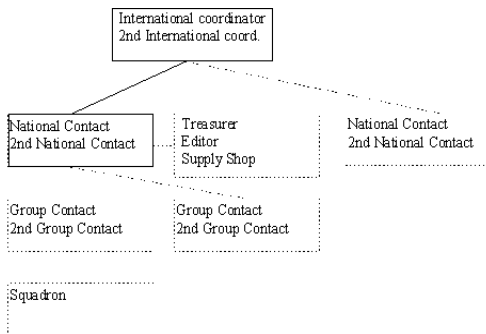 International coordinator
2nd International coord.
National Contact
2nd National Contact
Treasurer
Editor
Supply Shop
National Contact
2nd National Contact
Group Contact
2nd Group Contact
Group Contact
2nd Group Contact
Squadron